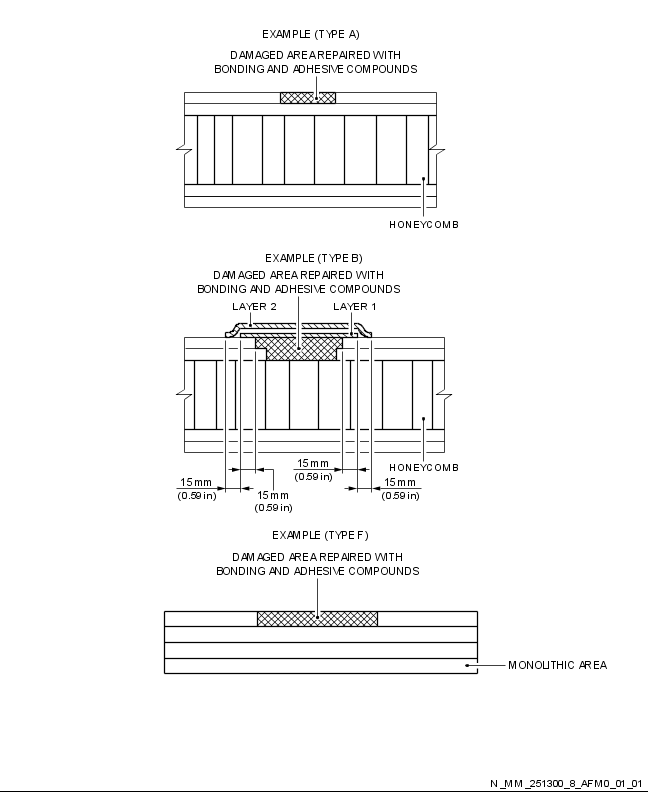 EXAMPLE (TYPE A)
DAMAGED AREA REPAIRED WITH
BONDING AND ADHESIVE COMPOUNDS
HONEYCOMB
EXAMPLE (TYPE B)
DAMAGED AREA REPAIRED WITH
BONDING AND ADHESIVE COMPOUNDS
LAYER 2
LAYER 1
HONEYCOMB
15 mm
(0.59 in)
15 mm
(0.59 in)
15 mm
(0.59 in)
15 mm
(0.59 in)
EXAMPLE (TYPE F)
DAMAGED AREA REPAIRED WITH
BONDING AND ADHESIVE COMPOUNDS
MONOLITHIC AREA
N_MM_251300_8_AFM0_01_01